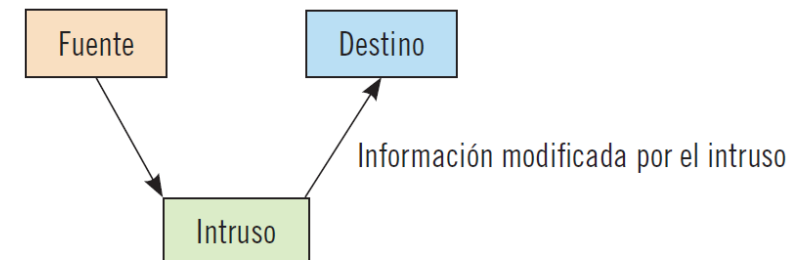 Fuente
Destino
Información modificada por el intruso
Intruso